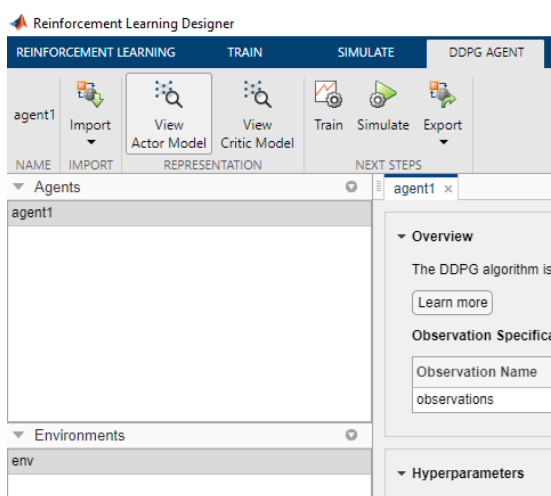 Reinforcement Learning Designer
REINFORCEMENT LEARNING TRAIN SIMULATE DDPG AGENT
agent1 Import View Actor Model View Critic Model Train Simulate Export
NAME IMPORT REPRESENTATION NEXT STEPS
Agents
agent1
agent1 ×
Overview
The DDPG algorithm is
Learn more
Observation Specifica
Observation Name
observations
Environments
env
Hyperparameters